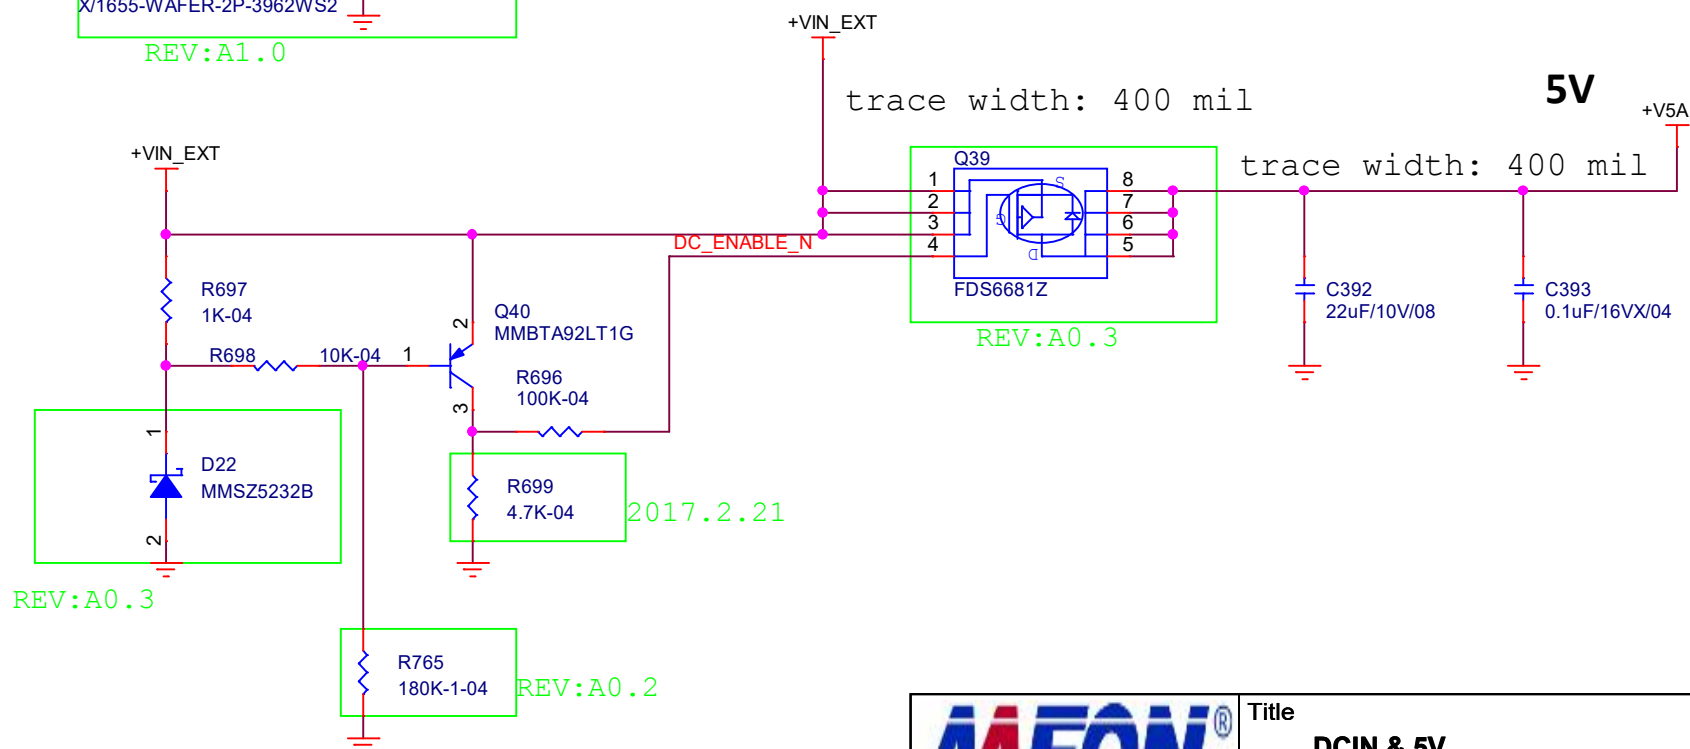 X/1655-WAFER-2P-3962WS2
REV:A1.0
+VIN_EXT
trace width: 400 mil
5V
+V5A
+VIN_EXT
trace width: 400 mil
Q39
1
2
3
4
8
7
6
5
S
G
D
FDS6681Z
REV:A0.3
DC_ENABLE_N
R697
1K-04
R698
10K-04
1
2
3
Q40
MMBTA92LT1G
R696
100K-04
C392
22uF/10V/08
C393
0.1uF/16VX/04
1
2
D22
MMSZ5232B
REV:A0.3
R699
4.7K-04
2017.2.21
R765
180K-1-04
REV:A0.2
AAEON®
Title
DCIN & 5V